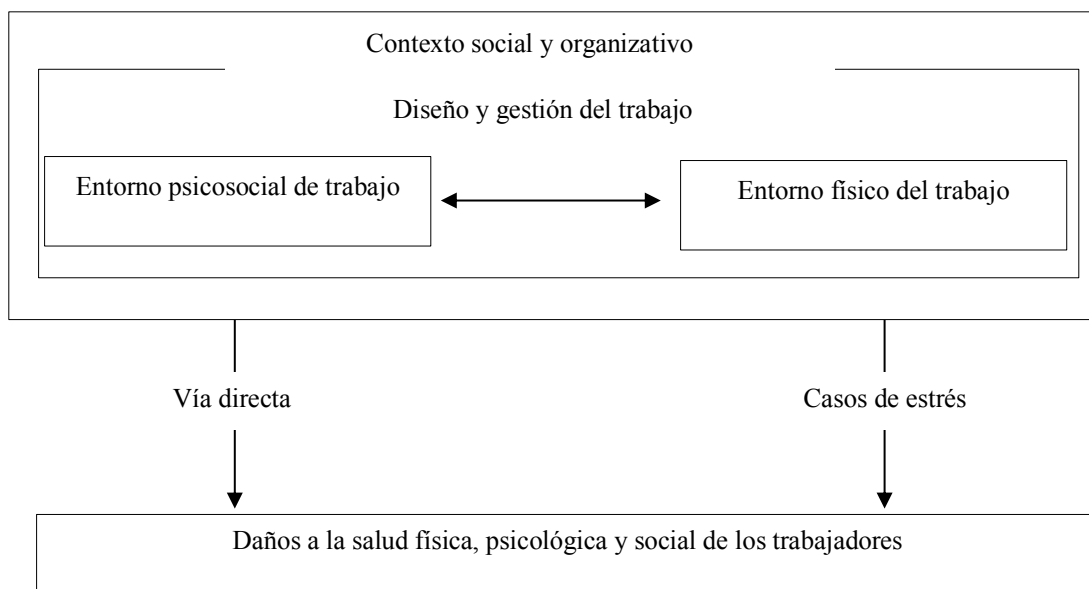 Contexto social y organizativo
Diseño y gestión del trabajo
Entorno psicosocial de trabajo
Entorno físico del trabajo
Vía directa
Casos de estrés
Daños a la salud física, psicológica y social de los trabajadores